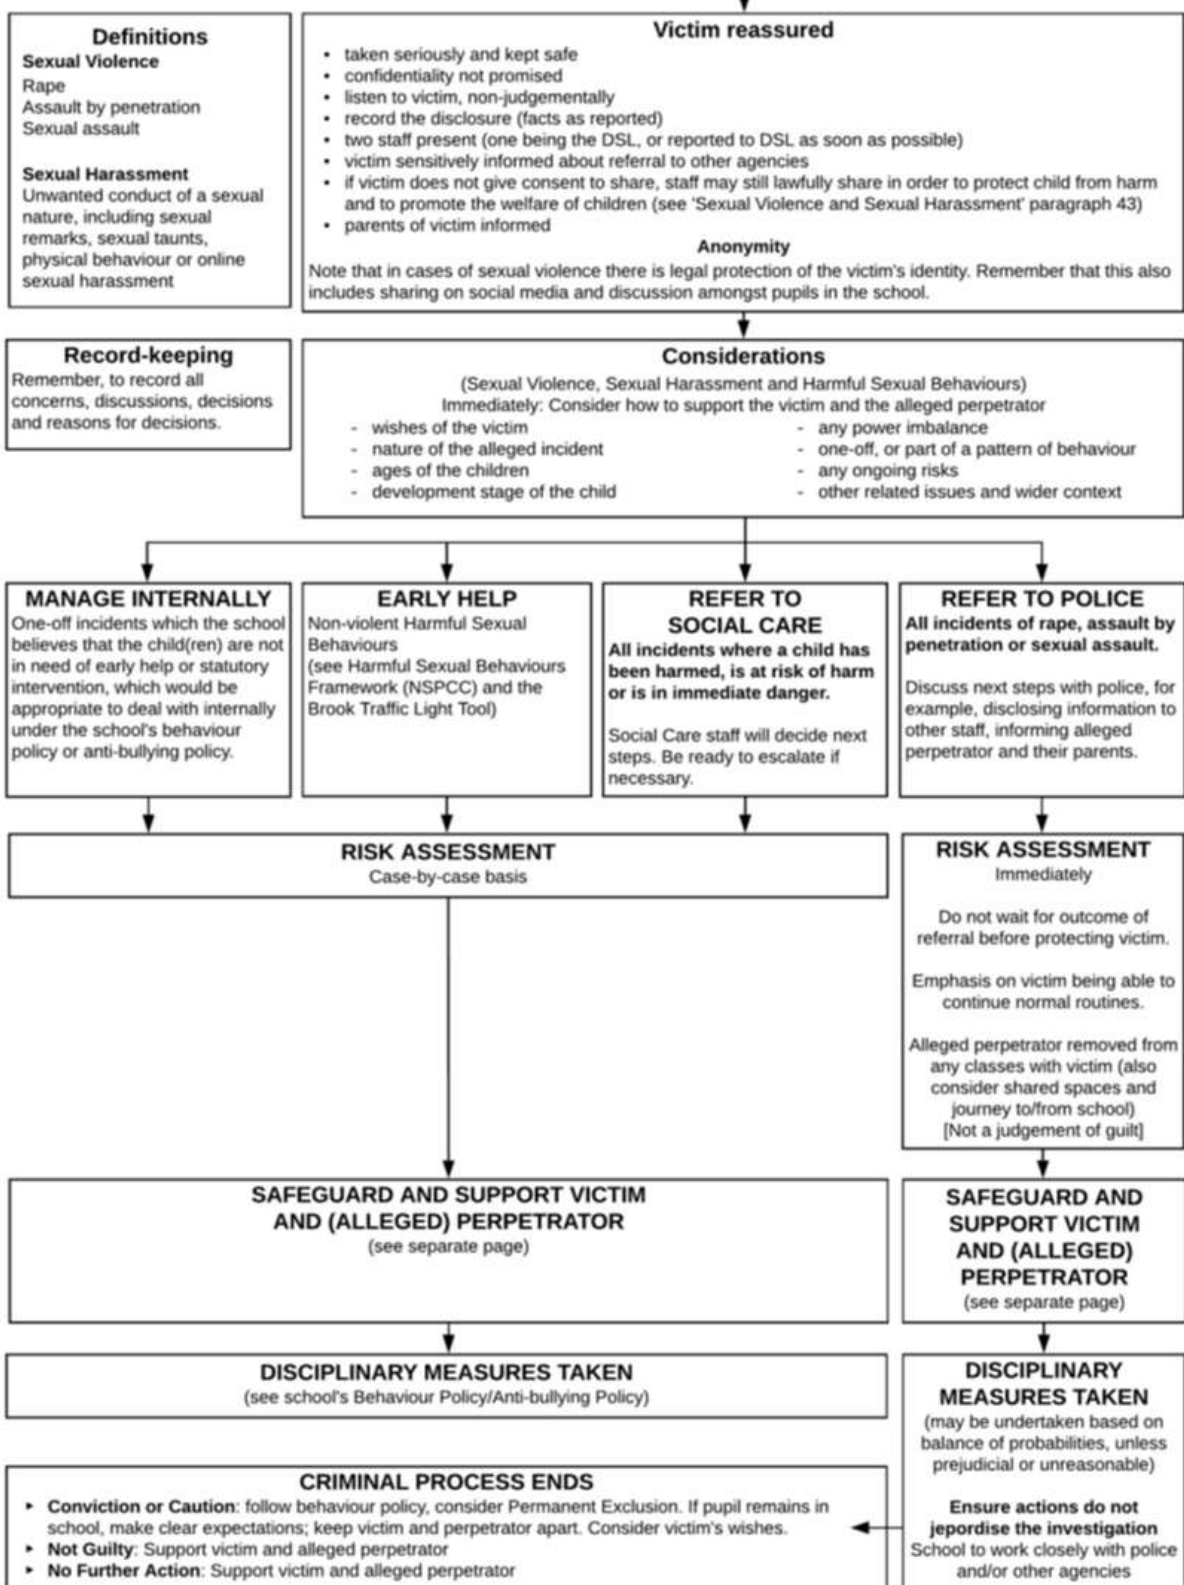 Definitions
Sexual Violence
Rape
Assault by penetration
Sexual assault
Sexual Harassment
Unwanted conduct of a sexual
nature, including sexual
remarks, sexual taunts,
physical behaviour or online
sexual harassment
Victim reassured
• taken seriously and kept safe
• confidentiality not promised
• listen to victim, non-judgementally
• record the disclosure (facts as reported)
• two staff present (one being the DSL, or reported to DSL as soon as possible)
• victim sensitively informed about referral to other agencies
• if victim does not give consent to share, staff may still lawfully share in order to protect child from harm
and to promote the welfare of children (see 'Sexual Violence and Sexual Harassment' paragraph 43)
• parents of victim informed
Anonymity
Note that in cases of sexual violence there is legal protection of the victim's identity. Remember that this also
includes sharing on social media and discussion amongst pupils in the school.
Record-keeping
Remember, to record all
concerns, discussions, decisions
and reasons for decisions.
Considerations
(Sexual Violence, Sexual Harassment and Harmful Sexual Behaviours)
Immediately: Consider how to support the victim and the alleged perpetrator
- wishes of the victim
- nature of the alleged incident
- ages of the children
- development stage of the child
- any power imbalance
- one-off, or part of a pattern of behaviour
- any ongoing risks
- other related issues and wider context
MANAGE INTERNALLY
One-off incidents which the school
believes that the child(ren) are not
in need of early help or statutory
intervention, which would be
appropriate to deal with internally
under the school's behaviour
policy or anti-bullying policy.
EARLY HELP
Non-violent Harmful Sexual
Behaviours
(see Harmful Sexual Behaviours
Framework (NSPCC) and the
Brook Traffic Light Tool)
REFER TO
SOCIAL CARE
All incidents where a child has
been harmed, is at risk of harm
or is in immediate danger.
Social Care staff will decide next
steps. Be ready to escalate if
necessary.
REFER TO POLICE
All incidents of rape, assault by
penetration or sexual assault.
Discuss next steps with police, for
example, disclosing information to
other staff, informing alleged
perpetrator and their parents.
RISK ASSESSMENT
Case-by-case basis
RISK ASSESSMENT
Immediately
Do not wait for outcome of
referral before protecting victim.
Emphasis on victim being able to
continue normal routines.
Alleged perpetrator removed from
any classes with victim (also
consider shared spaces and
journey to/from school)
[Not a judgement of guilt]
SAFEGUARD AND SUPPORT VICTIM
AND (ALLEGED) PERPETRATOR
(see separate page)
SAFEGUARD AND
SUPPORT VICTIM
AND (ALLEGED)
PERPETRATOR
(see separate page)
DISCIPLINARY MEASURES TAKEN
(see school's Behaviour Policy/Anti-bullying Policy)
DISCIPLINARY
MEASURES TAKEN
(may be undertaken based on
balance of probabilities, unless
prejudicial or unreasonable)
Ensure actions do not
jepordise the investigation
School to work closely with police
and/or other agencies
CRIMINAL PROCESS ENDS
‣ Conviction or Caution: follow behaviour policy, consider Permanent Exclusion. If pupil remains in
school, make clear expectations; keep victim and perpetrator apart. Consider victim's wishes.
‣ Not Guilty: Support victim and alleged perpetrator
‣ No Further Action: Support victim and alleged perpetrator